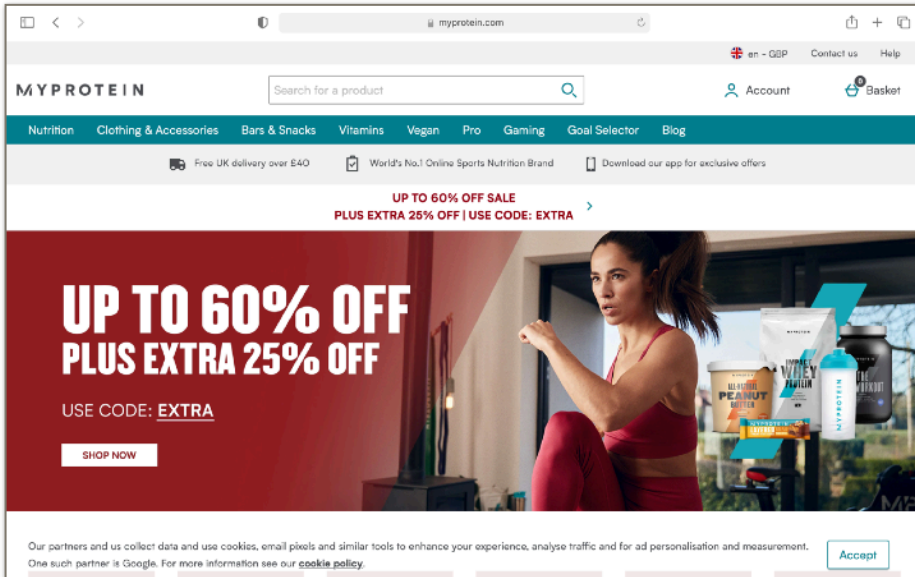 myprotein.com
en - GBP Contact us Help
MYPROTEIN
Search for a product
Account
Basket
Nutrition Clothing & Accessories Bars & Snacks Vitamins Vegan Pro Gaming Goal Selector Blog
Free UK delivery over £40 World's No.1 Online Sports Nutrition Brand Download our app for exclusive offers
UP TO 60% OFF SALE
PLUS EXTRA 25% OFF | USE CODE: EXTRA
UP TO 60% OFF
PLUS EXTRA 25% OFF
USE CODE: EXTRA
SHOP NOW
MYPROTEIN
IMPACT
WHEY
PROTEIN
ALL-NATURAL
PEANUT
BUTTER
MYPROTEIN
LAYERED
MYPROTEIN
THE
WORKOUT
Our partners and us collect data and use cookies, email pixels and similar tools to enhance your experience, analyse traffic and for ad personalisation and measurement.
One such partner is Google. For more information see our cookie policy.
Accept